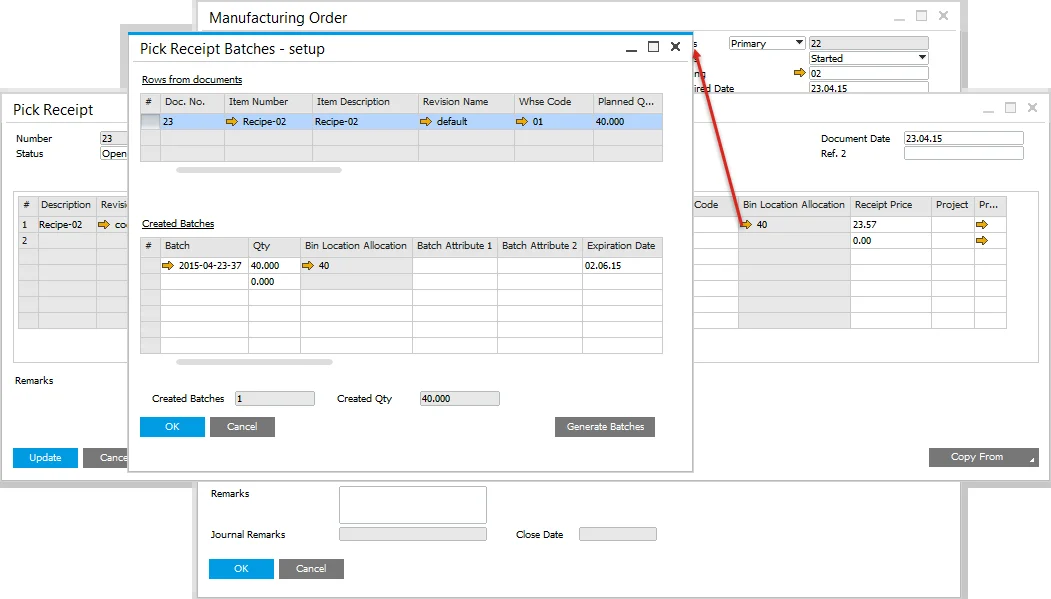 Manufacturing Order
s Primary 22
Started
ng 02
ired Date 23.04.15
Pick Receipt Batches - setup
Rows from documents
# Doc. No. Item Number Item Description Revision Name Whse Code Planned Q...
23 Recipe-02 Recipe-02 default 01 40.000
Created Batches
# Batch Qty Bin Location Allocation Batch Attribute 1 Batch Attribute 2 Expiration Date
2015-04-23-37 40.000 40 02.06.15
0.000
Created Batches 1 Created Qty 40.000
OK Cancel Generate Batches
Pick Receipt
Number 23 Document Date 23.04.15
Status Open Ref. 2
# Description Revisi Code Bin Location Allocation Receipt Price Project Pr...
1 Recipe-02 co 40 23.57
2 0.00
Remarks
Update Cance Copy From
Remarks
Journal Remarks Close Date
OK Cancel